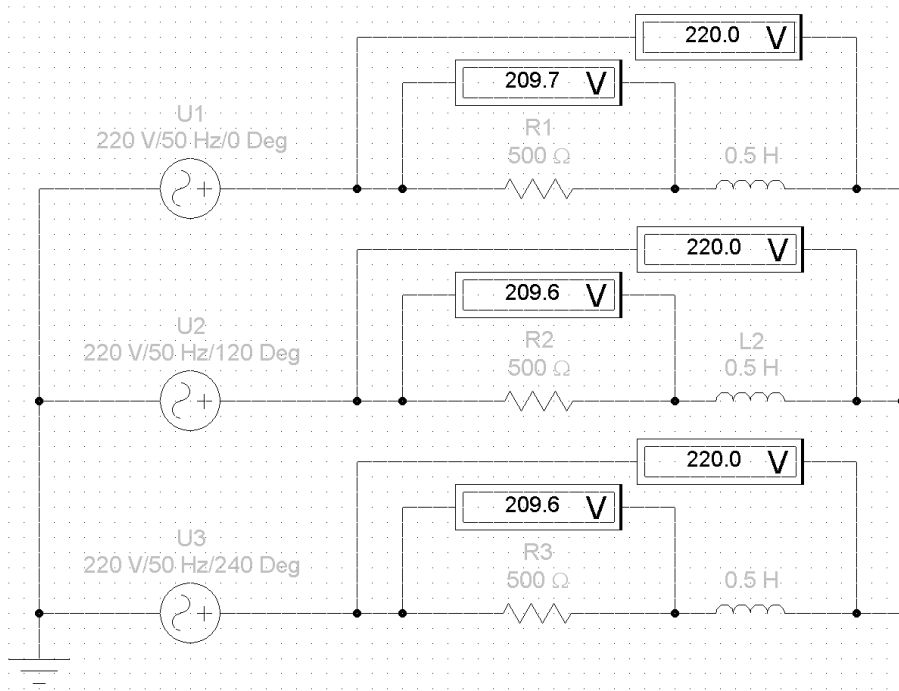 220.0 V
209.7 V
U1
220 V/50 Hz/0 Deg
R1
500 Ω
0.5 H
220.0 V
209.6 V
U2
220 V/50 Hz/120 Deg
R2
500 Ω
L2
0.5 H
220.0 V
209.6 V
U3
220 V/50 Hz/240 Deg
R3
500 Ω
0.5 H